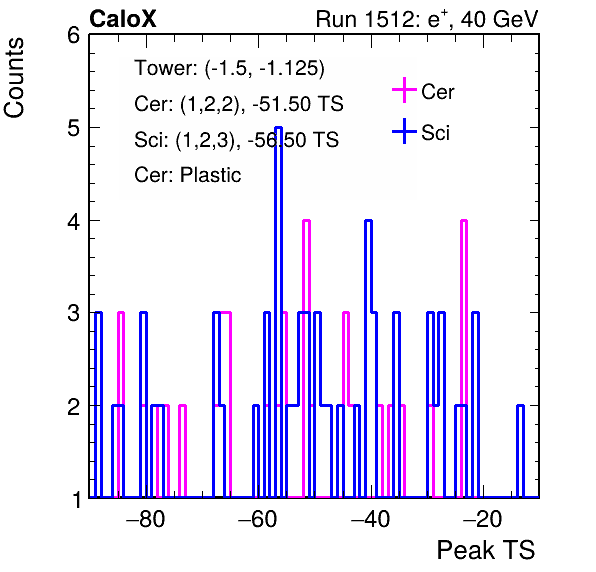 CaloX Run 1512: e⁺, 40 GeV
Counts
6
5
4
3
2
1
Tower: (-1.5, -1.125)
Cer: (1,2,2), -51.50 TS
Sci: (1,2,3), -56.50 TS
Cer: Plastic
Cer
Sci
−80 −60 −40 −20
Peak TS